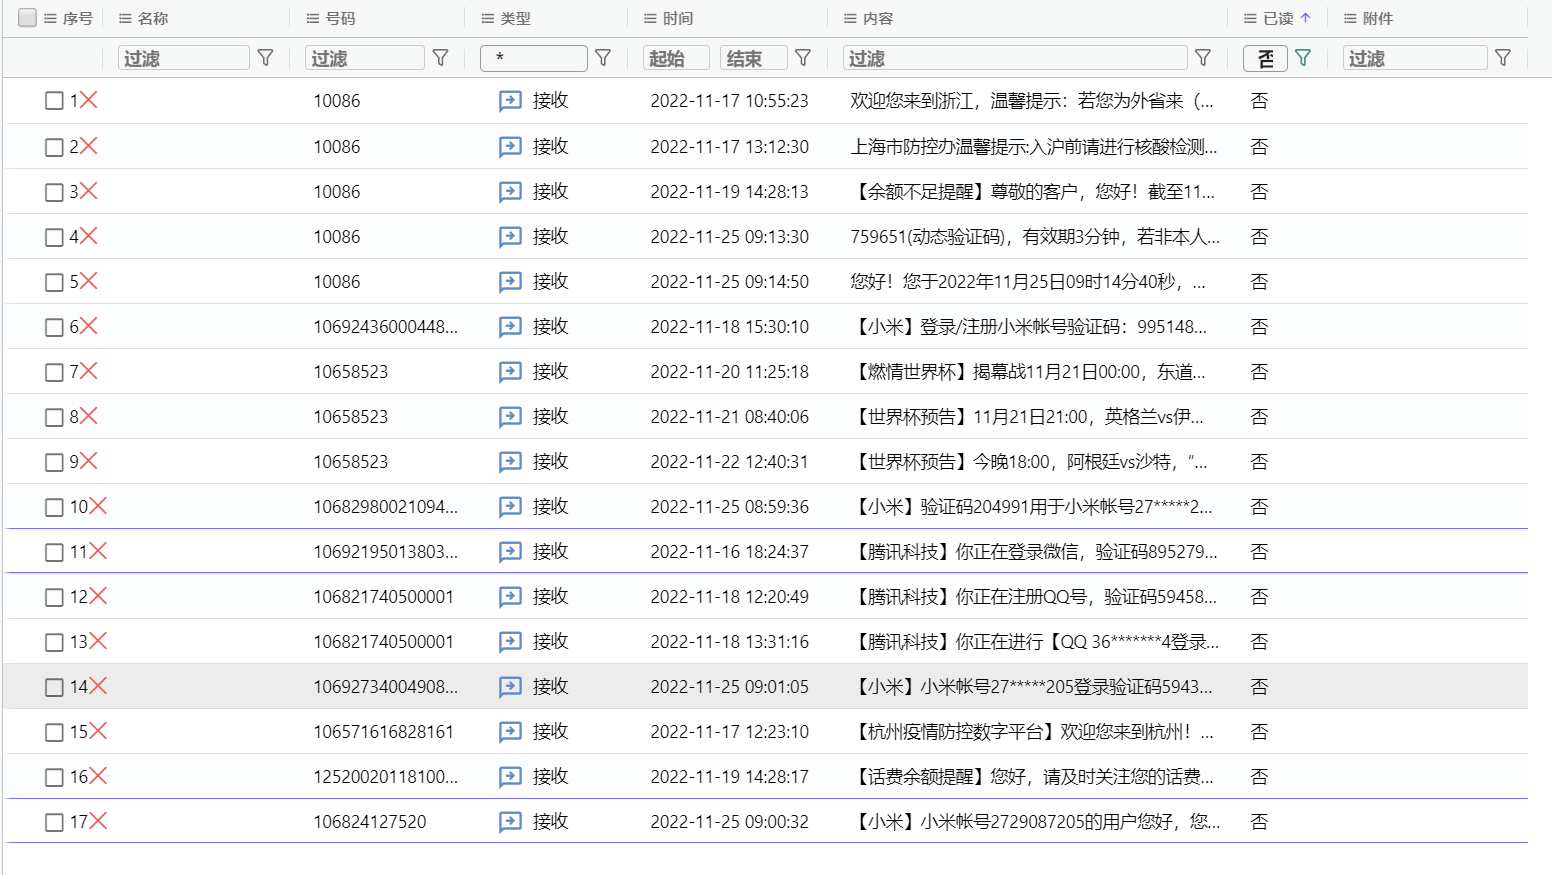 序号 名称 号码 类型 时间 内容 已读 附件
过滤 过滤 * 起始 结束 过滤 否 过滤
1 10086 接收 2022-11-17 10:55:23 欢迎您来到浙江，温馨提示：若您为外省来（...  否
2 10086 接收 2022-11-17 13:12:30 上海市防控办温馨提示:入沪前请进行核酸检测... 否
3 10086 接收 2022-11-19 14:28:13 【余额不足提醒】尊敬的客户，您好！截至11... 否
4 10086 接收 2022-11-25 09:13:30 759651(动态验证码)，有效期3分钟，若非本人... 否
5 10086 接收 2022-11-25 09:14:50 您好！您于2022年11月25日09时14分40秒，... 否
6 10692436000448... 接收 2022-11-18 15:30:10 【小米】登录/注册小米帐号验证码：995148... 否
7 10658523 接收 2022-11-20 11:25:18 【燃情世界杯】揭幕战11月21日00:00，东道... 否
8 10658523 接收 2022-11-21 08:40:06 【世界杯预告】11月21日21:00，英格兰vs伊... 否
9 10658523 接收 2022-11-22 12:40:31 【世界杯预告】今晚18:00，阿根廷vs沙特，“... 否
10 10682980021094... 接收 2022-11-25 08:59:36 【小米】验证码204991用于小米帐号27*****2... 否
11 10692195013803... 接收 2022-11-16 18:24:37 【腾讯科技】你正在登录微信，验证码895279... 否
12 106821740500001 接收 2022-11-18 12:20:49 【腾讯科技】你正在注册QQ号，验证码59458... 否
13 106821740500001 接收 2022-11-18 13:31:16 【腾讯科技】你正在进行【QQ 36*******4登录... 否
14 10692734004908... 接收 2022-11-25 09:01:05 【小米】小米帐号27*****205登录验证码5943... 否
15 106571616828161 接收 2022-11-17 12:23:10 【杭州疫情防控数字平台】欢迎您来到杭州！... 否
16 12520020118100... 接收 2022-11-19 14:28:17 【话费余额提醒】您好，请及时关注您的话费... 否
17 106824127520 接收 2022-11-25 09:00:32 【小米】小米帐号2729087205的用户您好，您... 否